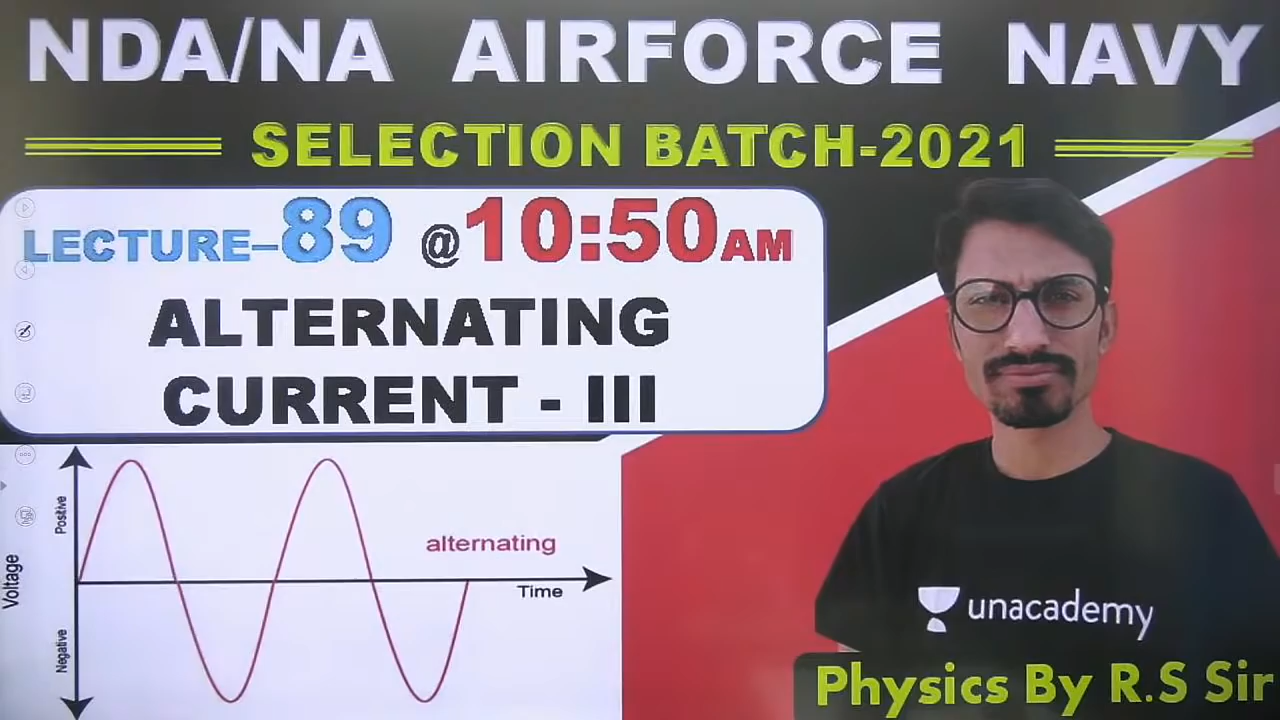 NDA/NA AIRFORCE NAVY
SELECTION BATCH-2021
LECTURE–89 @10:50AM
ALTERNATING
CURRENT - III
Positive
Voltage
Negative
alternating
Time
unacademy
Physics By R.S Sir